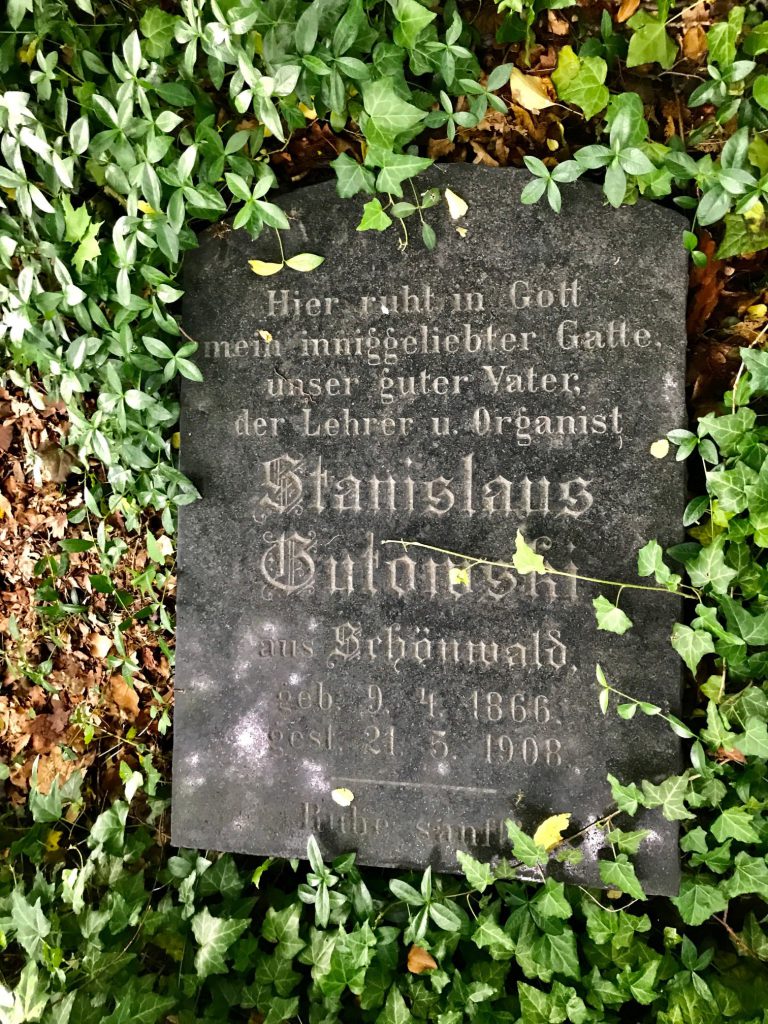 Hier ruht in Gott
mein inniggeliebter Gatte,
unser guter Vater,
der Lehrer u. Organist,
Stanislaus
Gutowski
aus Schönwald,
geb. 9. 4. 1866.
gest. 21. 5. 1908.
Ruhe sanft